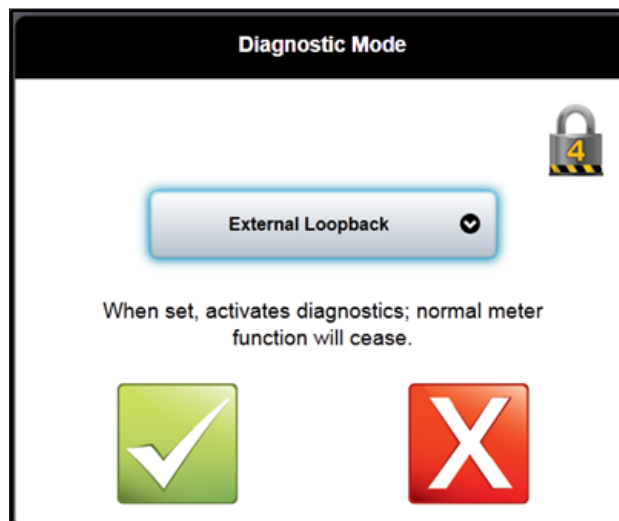 Diagnostic Mode
4
External Loopback
When set, activates diagnostics; normal meter
function will cease.